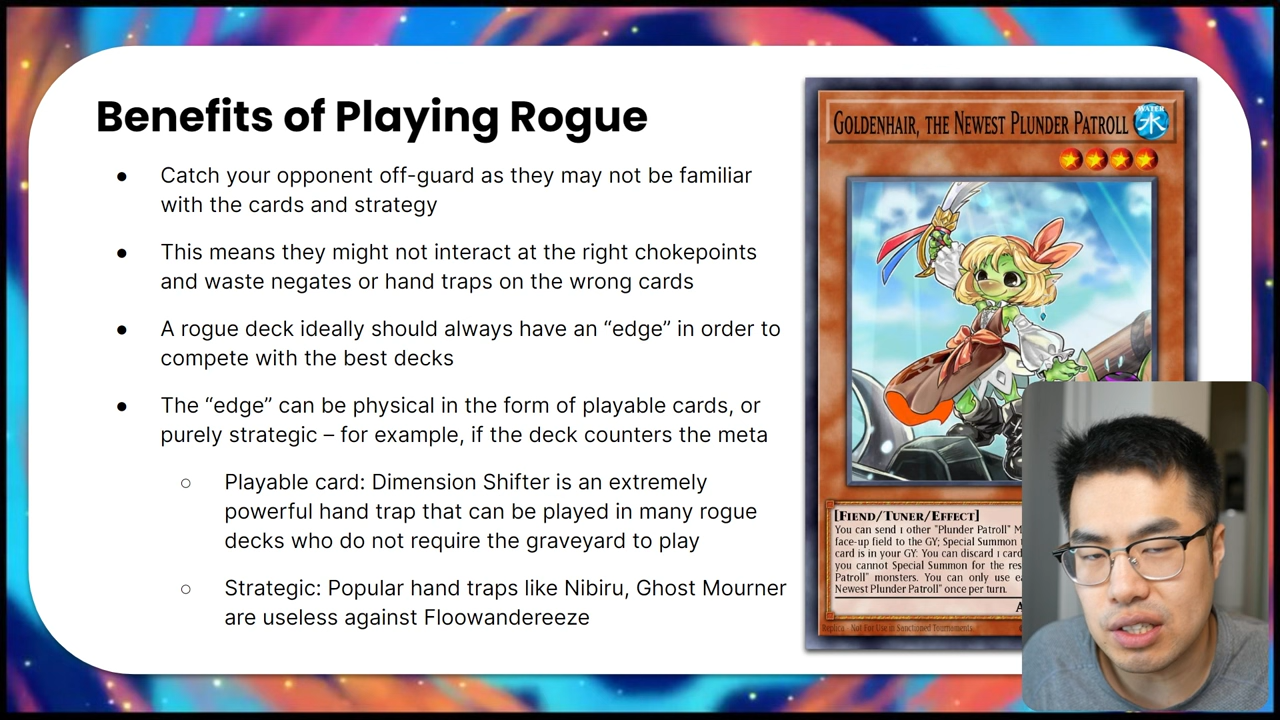 Benefits of Playing Rogue
● Catch your opponent off-guard as they may not be familiar
with the cards and strategy
● This means they might not interact at the right chokepoints
and waste negates or hand traps on the wrong cards
● A rogue deck ideally should always have an “edge” in order to
compete with the best decks
● The “edge” can be physical in the form of playable cards, or
purely strategic – for example, if the deck counters the meta
○ Playable card: Dimension Shifter is an extremely
powerful hand trap that can be played in many rogue
decks who do not require the graveyard to play
○ Strategic: Popular hand traps like Nibiru, Ghost Mourner
are useless against Floowandereeze
Goldenhair, the Newest Plunder Patroll
WATER
水
[Fiend/Tuner/Effect]
You can send 1 other "Plunder Patroll" M
face-up field to the GY; Special Summon
card is in your GY: You can discard 1 card
you cannot Special Summon for the res
Patroll" monsters. You can only use ea
Newest Plunder Patroll" once per turn.
A
Replica - Not For Use in Sanctioned Tournaments